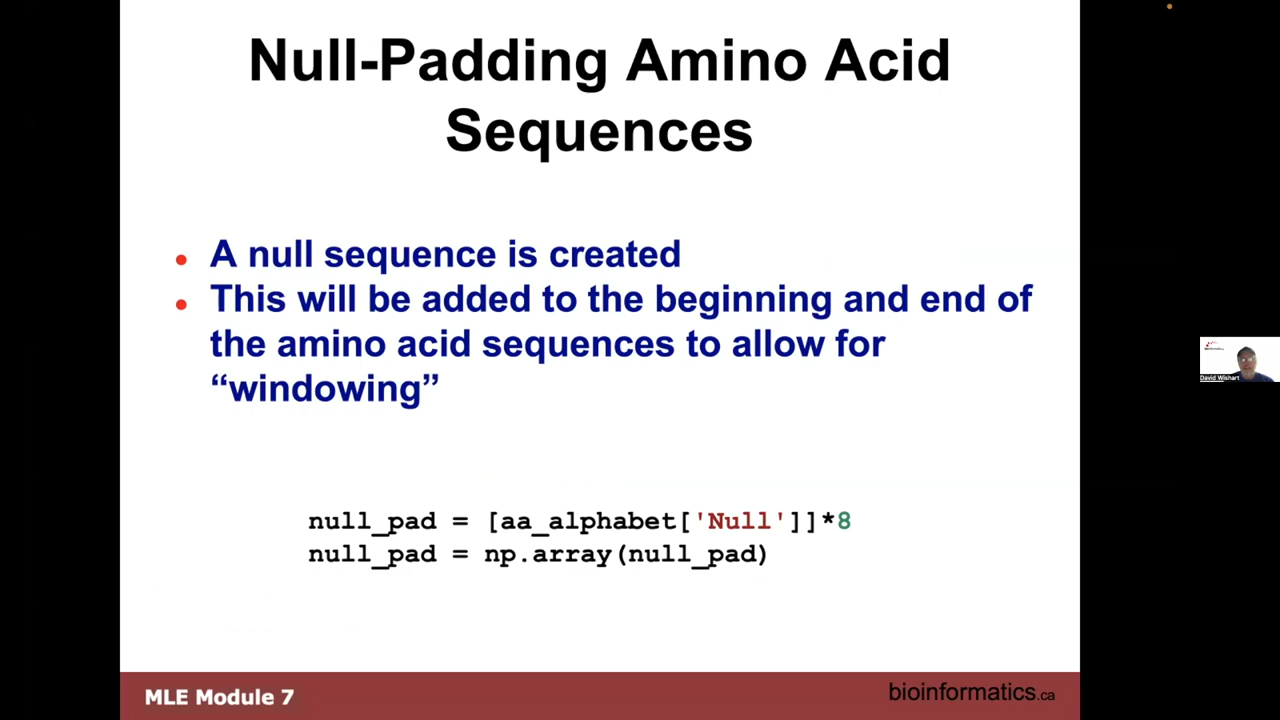 Null-Padding Amino Acid
Sequences
• A null sequence is created
• This will be added to the beginning and end of
the amino acid sequences to allow for
“windowing”
null_pad = [aa_alphabet['Null']]*8
null_pad = np.array(null_pad)
MLE Module 7
bioinformatics.ca
David Wishart